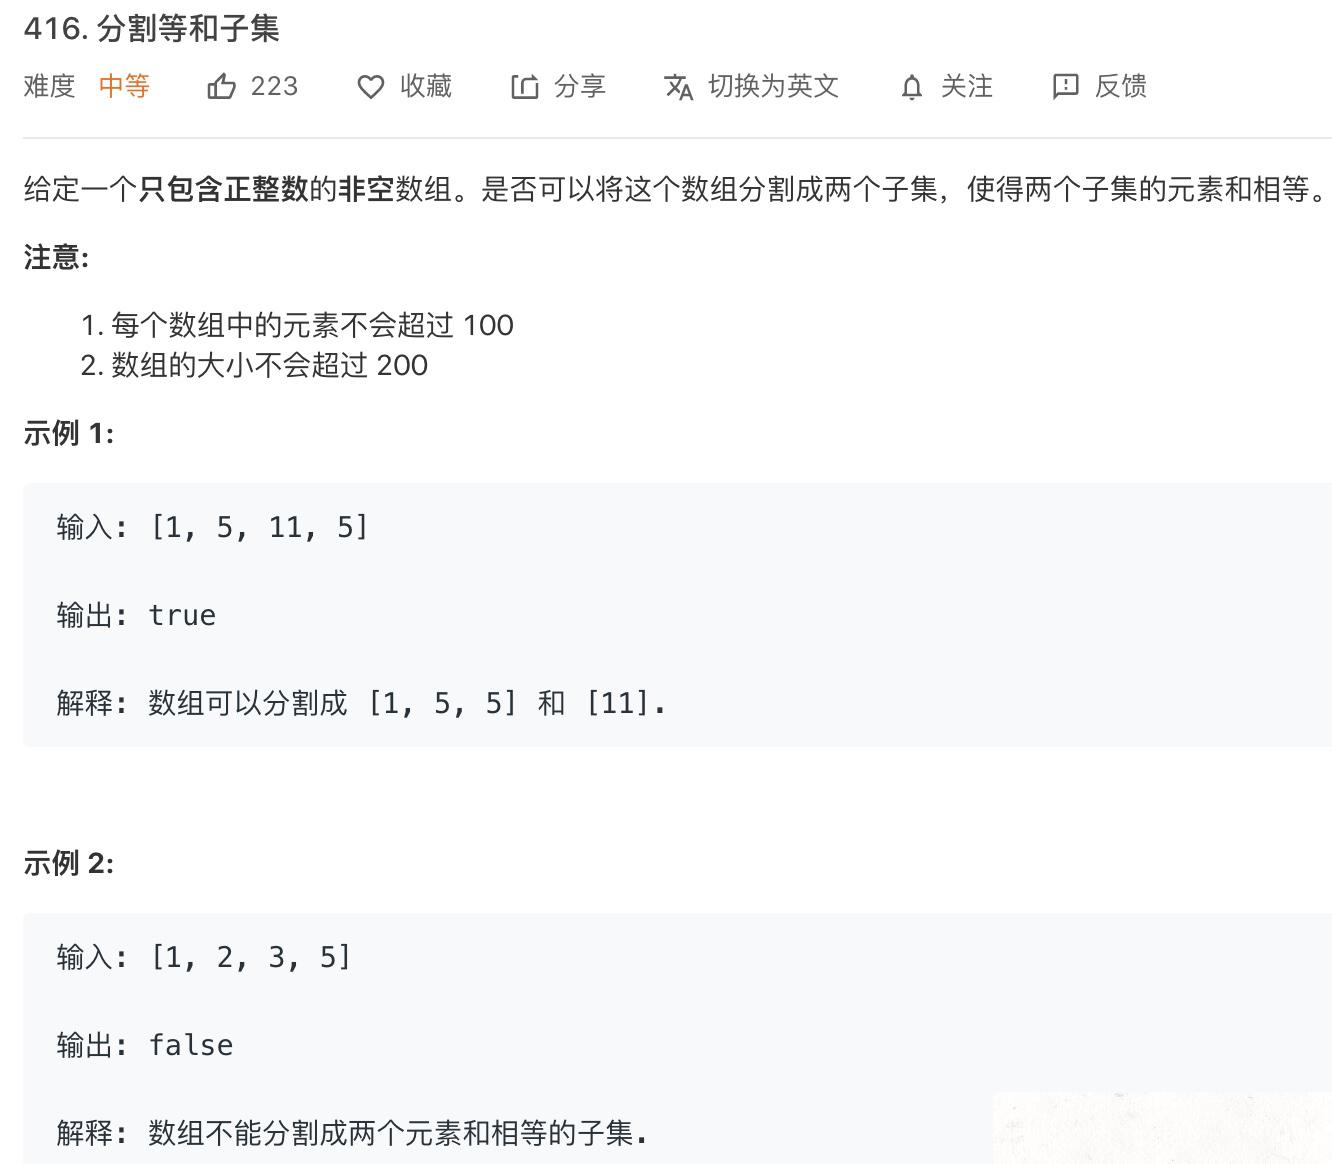 416. 分割等和子集
难度 中等 223 收藏 分享 切换为英文 关注 反馈
给定一个只包含正整数的非空数组。是否可以将这个数组分割成两个子集，使得两个子集的元素和相等。
注意:
1. 每个数组中的元素不会超过 100
2. 数组的大小不会超过 200
示例 1:
输入: [1, 5, 11, 5]
输出: true
解释: 数组可以分割成 [1, 5, 5] 和 [11].
示例 2:
输入: [1, 2, 3, 5]
输出: false
解释: 数组不能分割成两个元素和相等的子集.